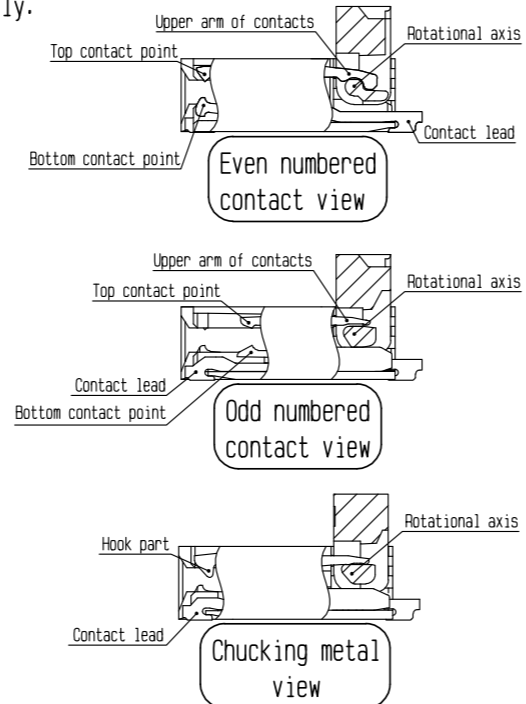 ly.
Upper arm of contacts
Rotational axis
Top contact point
Contact lead
Bottom contact point
Even numbered
contact view
Upper arm of contacts
Rotational axis
Top contact point
Contact lead
Bottom contact point
Odd numbered
contact view
Rotational axis
Hook part
Contact lead
Chucking metal
view